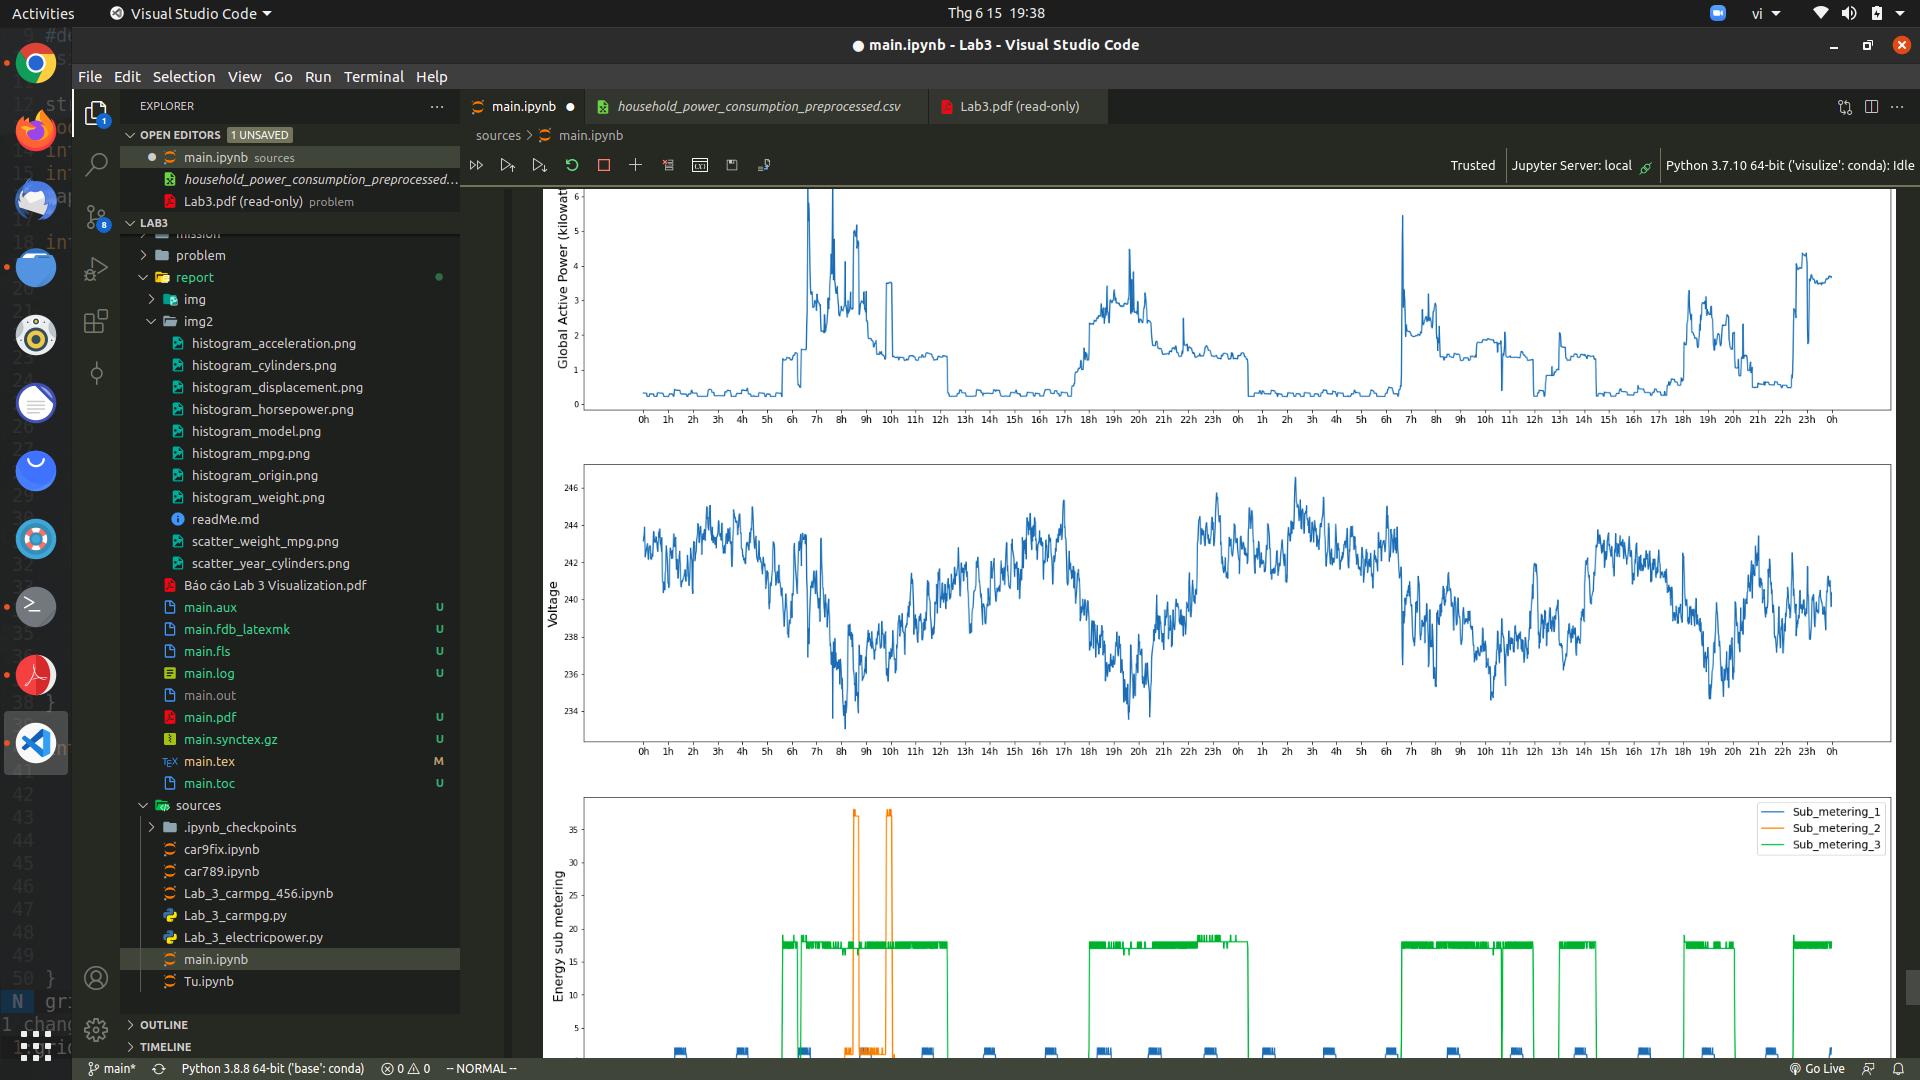 Activities
Visual Studio Code
Thg 6 15 19:38
vi
main.ipynb - Lab3 - Visual Studio Code
File Edit Selection View Go Run Terminal Help
EXPLORER
OPEN EDITORS 1 UNSAVED
main.ipynb sources
household_power_consumption_preprocessed...
Lab3.pdf (read-only) problem
LAB3
mission
problem
report
img
img2
histogram_acceleration.png
histogram_cylinders.png
histogram_displacement.png
histogram_horsepower.png
histogram_model.png
histogram_mpg.png
histogram_origin.png
histogram_weight.png
readMe.md
scatter_weight_mpg.png
scatter_year_cylinders.png
Báo cáo Lab 3 Visualization.pdf
main.aux U
main.fdb_latexmk U
main.fls U
main.log U
main.out
main.pdf U
main.synctex.gz U
main.tex M
main.toc U
sources
.ipynb_checkpoints
car9fix.ipynb
car789.ipynb
Lab_3_carmpg_456.ipynb
Lab_3_carmpg.py
Lab_3_electricpower.py
main.ipynb
Tu.ipynb
OUTLINE
TIMELINE
main.ipynb
household_power_consumption_preprocessed.csv
Lab3.pdf (read-only)
sources > main.ipynb
Trusted
Jupyter Server: local
Python 3.7.10 64-bit ('visulize': conda): Idle
Global Active Power (kilowat
6
5
4
3
2
1
0
0h 1h 2h 3h 4h 5h 6h 7h 8h 9h 10h 11h 12h 13h 14h 15h 16h 17h 18h 19h 20h 21h 22h 23h 0h 1h 2h 3h 4h 5h 6h 7h 8h 9h 10h 11h 12h 13h 14h 15h 16h 17h 18h 19h 20h 21h 22h 23h 0h
Voltage
246
244
242
240
238
236
234
0h 1h 2h 3h 4h 5h 6h 7h 8h 9h 10h 11h 12h 13h 14h 15h 16h 17h 18h 19h 20h 21h 22h 23h 0h 1h 2h 3h 4h 5h 6h 7h 8h 9h 10h 11h 12h 13h 14h 15h 16h 17h 18h 19h 20h 21h 22h 23h 0h
Energy sub metering
35
30
25
20
15
10
5
Sub_metering_1
Sub_metering_2
Sub_metering_3
main*
Python 3.8.8 64-bit ('base': conda)
0 0
-- NORMAL --
Go Live